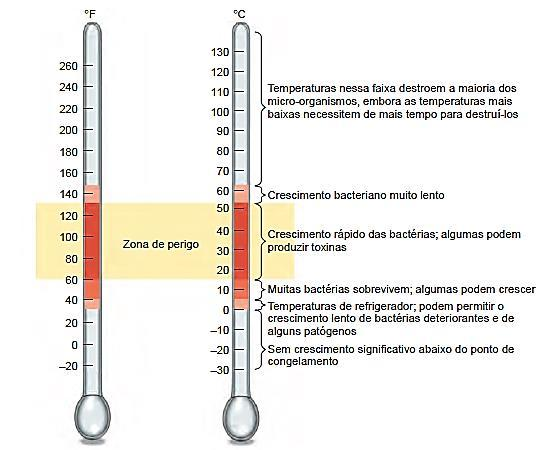 °F
°C
260
240
220
200
180
160
140
120
100
80
60
40
20
0
–20
130
120
110
100
90
80
70
60
50
40
30
20
10
0
–10
–20
–30
Zona de perigo
Temperaturas nessa faixa destroem a maioria dos
micro-organismos, embora as temperaturas mais
baixas necessitem de mais tempo para destruí-los
Crescimento bacteriano muito lento
Crescimento rápido das bactérias; algumas podem
produzir toxinas
Muitas bactérias sobrevivem; algumas podem crescer
Temperaturas de refrigerador; podem permitir o
crescimento lento de bactérias deteriorantes e de
alguns patógenos
Sem crescimento significativo abaixo do ponto de
congelamento